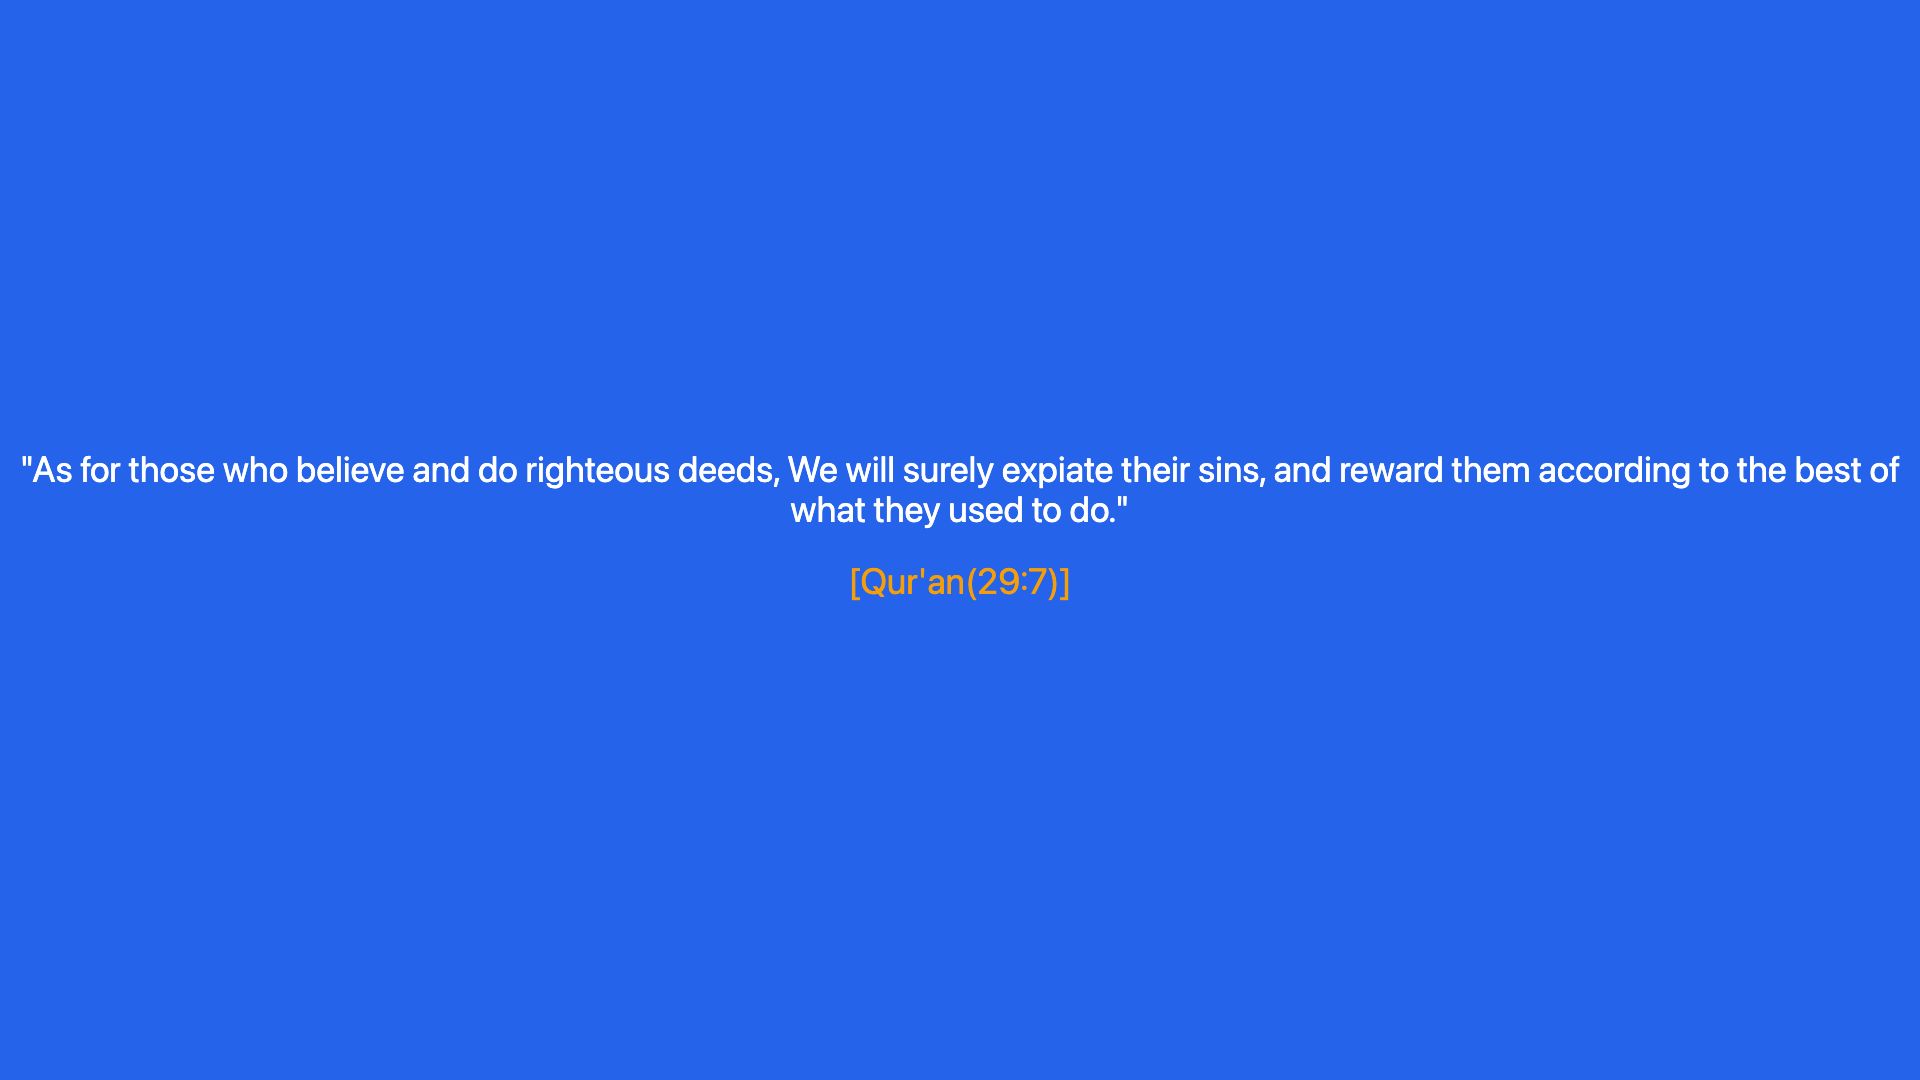 "As for those who believe and do righteous deeds, We will surely expiate their sins, and reward them according to the best of
what they used to do."
[Qur'an(29:7)]